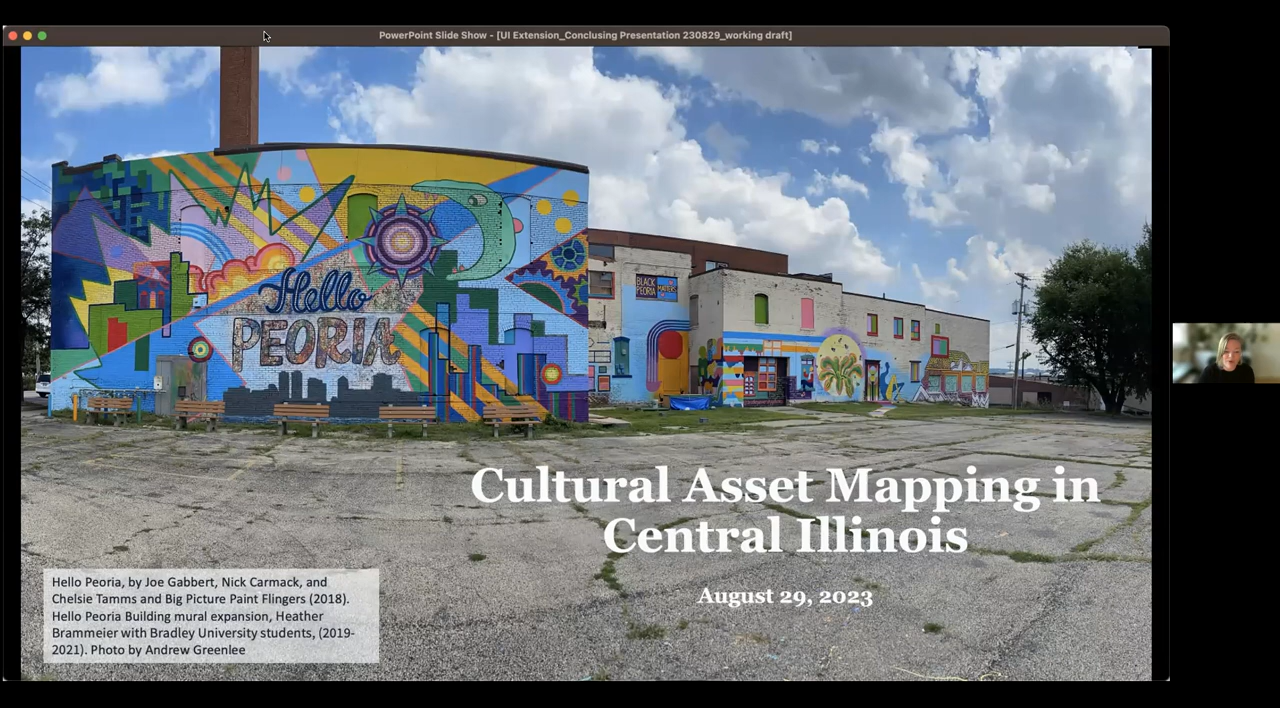 PowerPoint Slide Show - [UI Extension_Conclusing Presentation 230829_working draft]
Hello
PEORIA
BLACK
PEORIA MATTERS
Cultural Asset Mapping in
Central Illinois
August 29, 2023
Hello Peoria, by Joe Gabbert, Nick Carmack, and
Chelsie Tamms and Big Picture Paint Flingers (2018).
Hello Peoria Building mural expansion, Heather
Brammeier with Bradley University students, (2019-
2021). Photo by Andrew Greenlee